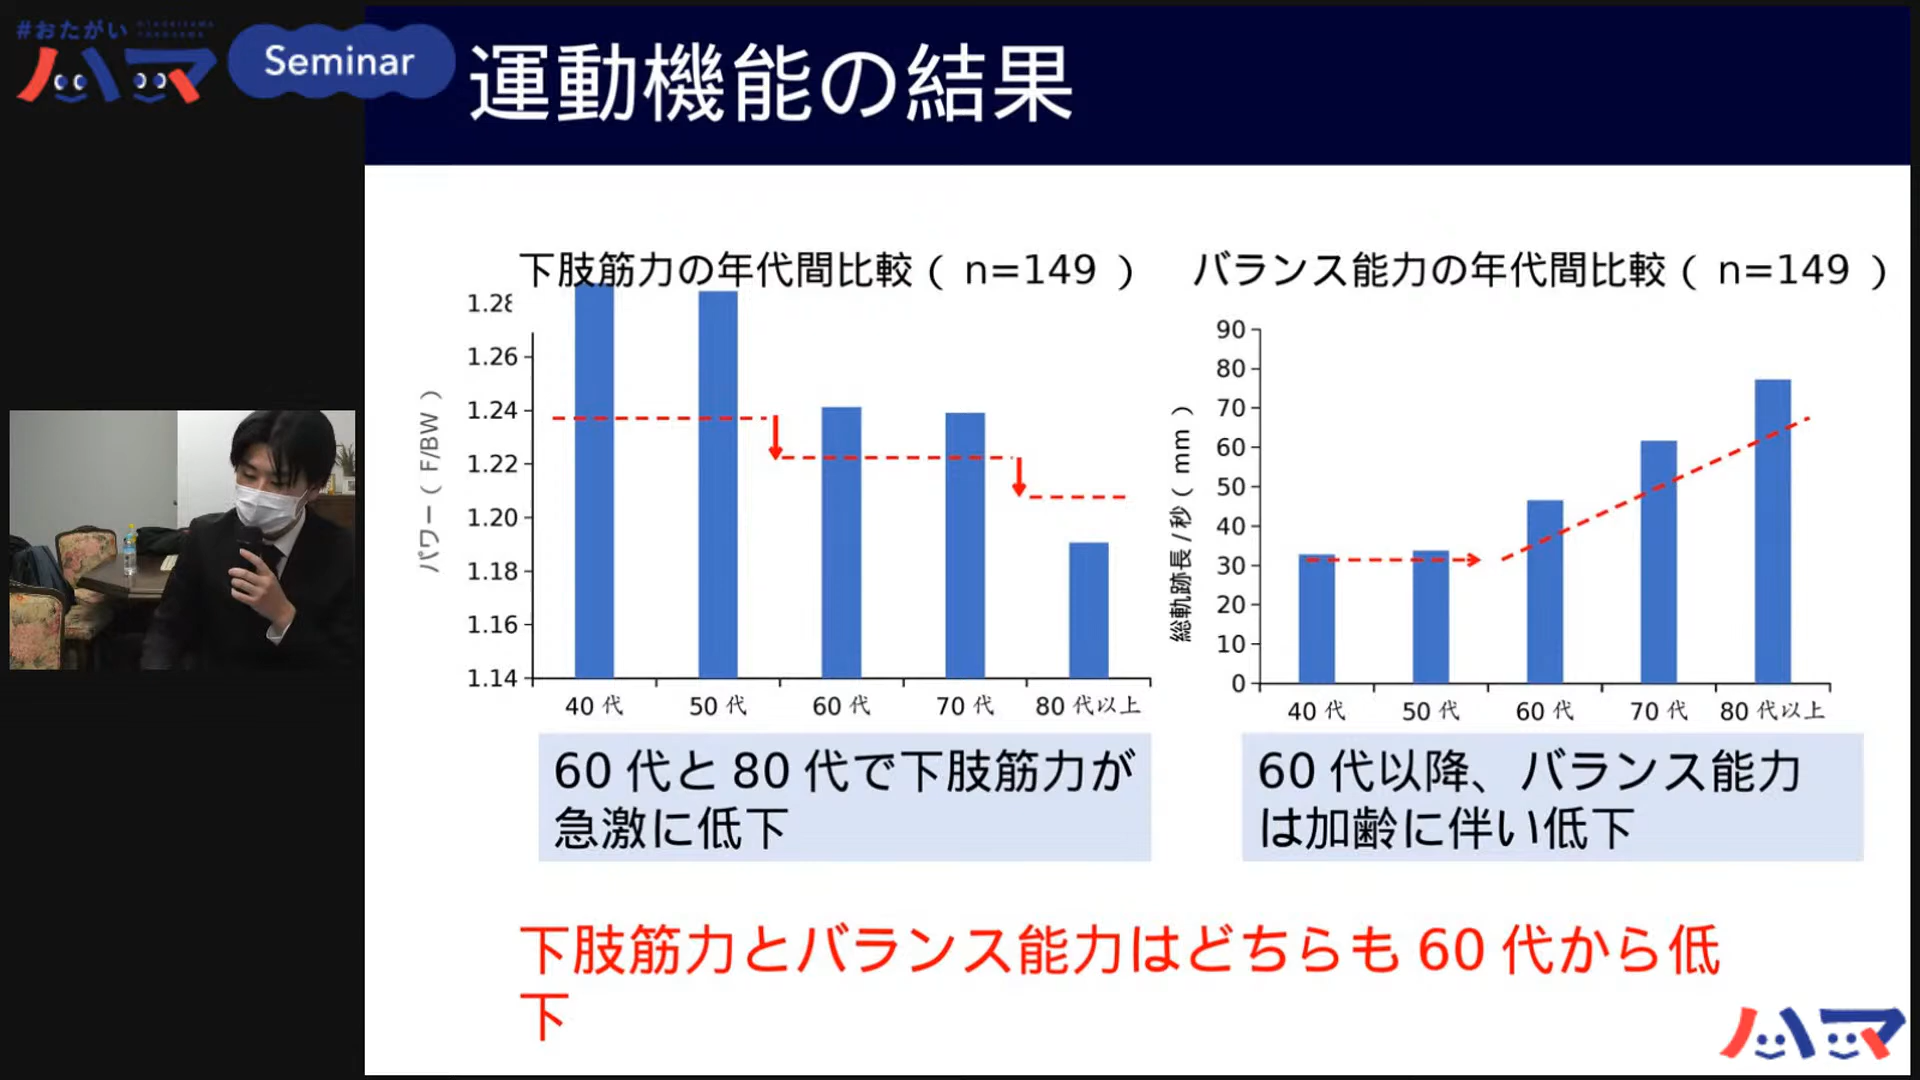 #おたがい
ハマ
Seminar
運動機能の結果
下肢筋力の年代間比較（ n=149 ）
1.28
1.26
1.24
1.22
1.20
1.18
1.16
1.14
パワー（ F/BW ）
40 代
50 代
60 代
70 代
80 代以上
60 代と 80 代で下肢筋力が
急激に低下
バランス能力の年代間比較（ n=149 ）
90
80
70
60
50
40
30
20
10
0
総軌跡長 / 秒（ mm ）
40 代
50 代
60 代
70 代
80 代以上
60 代以降、バランス能力
は加齢に伴い低下
下肢筋力とバランス能力はどちらも 60 代から低
下
ハマ